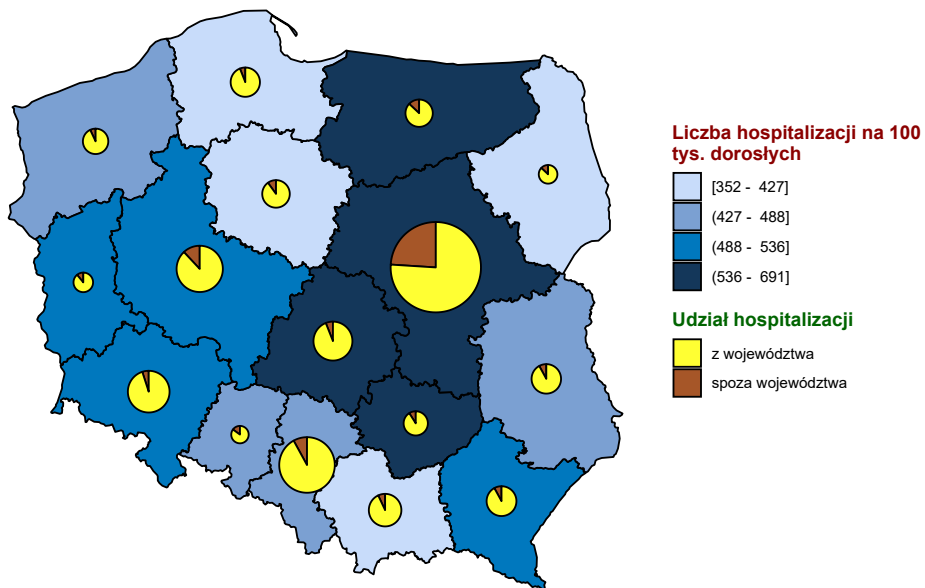 Liczba hospitalizacji na 100
tys. dorosłych
[352 - 427]
(427 - 488]
(488 - 536]
(536 - 691]
Udział hospitalizacji
z województwa
spoza województwa